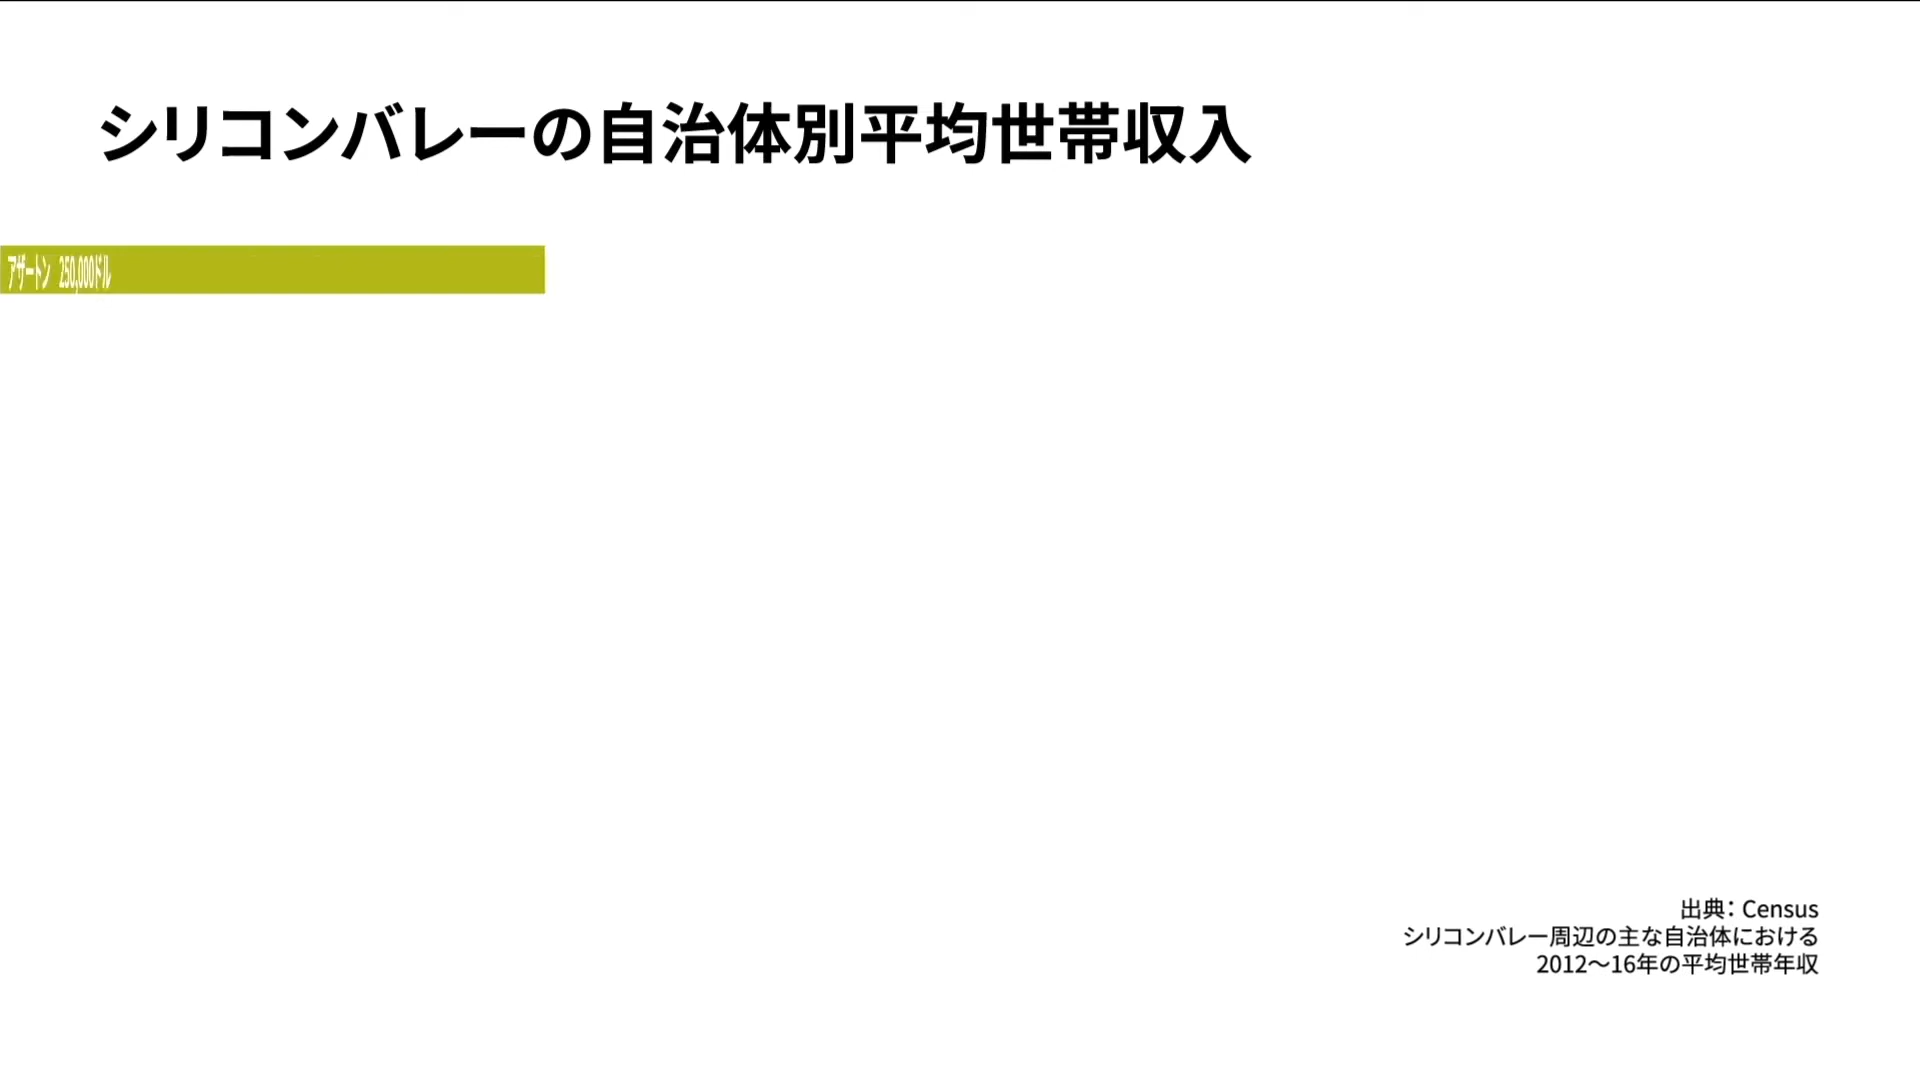 シリコンバレーの自治体別平均世帯収入
アザートン 250,000ドル
出典：Census
シリコンバレー周辺の主な自治体における
2012〜16年の平均世帯年収